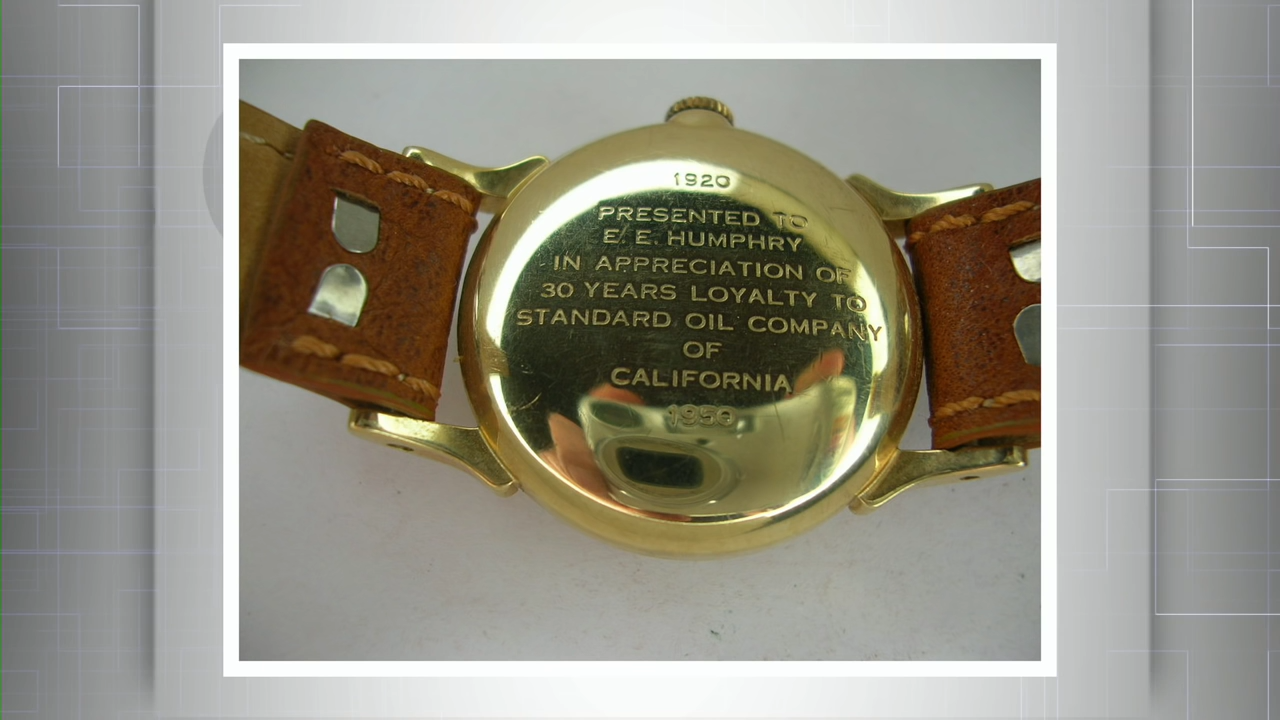 1920
PRESENTED TO
E. E. HUMPHRY
IN APPRECIATION OF
30 YEARS LOYALTY TO
STANDARD OIL COMPANY
OF
CALIFORNIA
1950